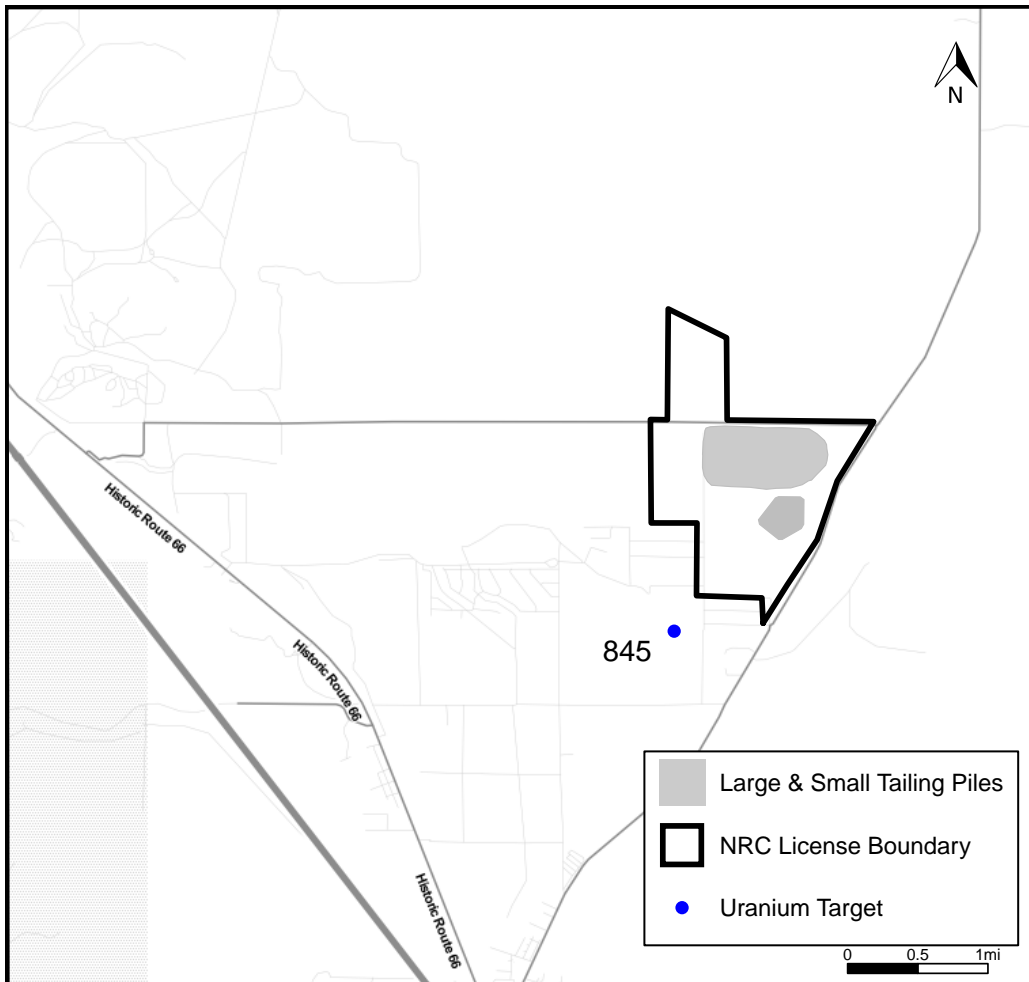 N
Historic Route 66
Historic Route 66
845
Historic Route 66
Large & Small Tailing Piles
NRC License Boundary
Uranium Target
0 0.5 1mi